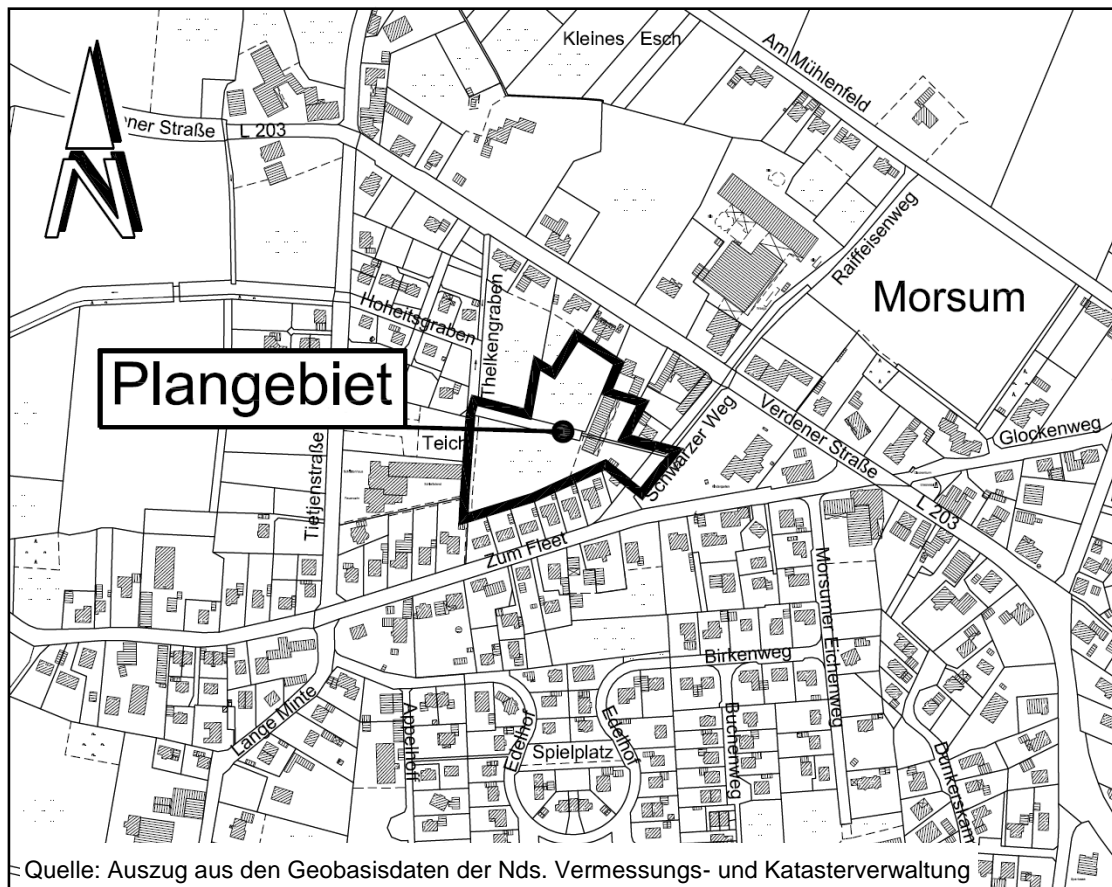 Kleines Esch
Am Mühlenfeld
ener Straße
L 203
N
Raiffeisenweg
Morsum
Hoheitsgraben
Thelkengraben
Plangebiet
Teich
Schwarzer Weg
Verdener Straße
Glockenweg
L 203
Tietjenstraße
Zum Fleet
Morsumer Eichenweg
Birkenweg
Lange Minte
Appelhoff
Edelhof
Edelhof
Spielplatz
Buchenweg
Dunkerskamp
Quelle: Auszug aus den Geobasisdaten der Nds. Vermessungs- und Katasterverwaltung